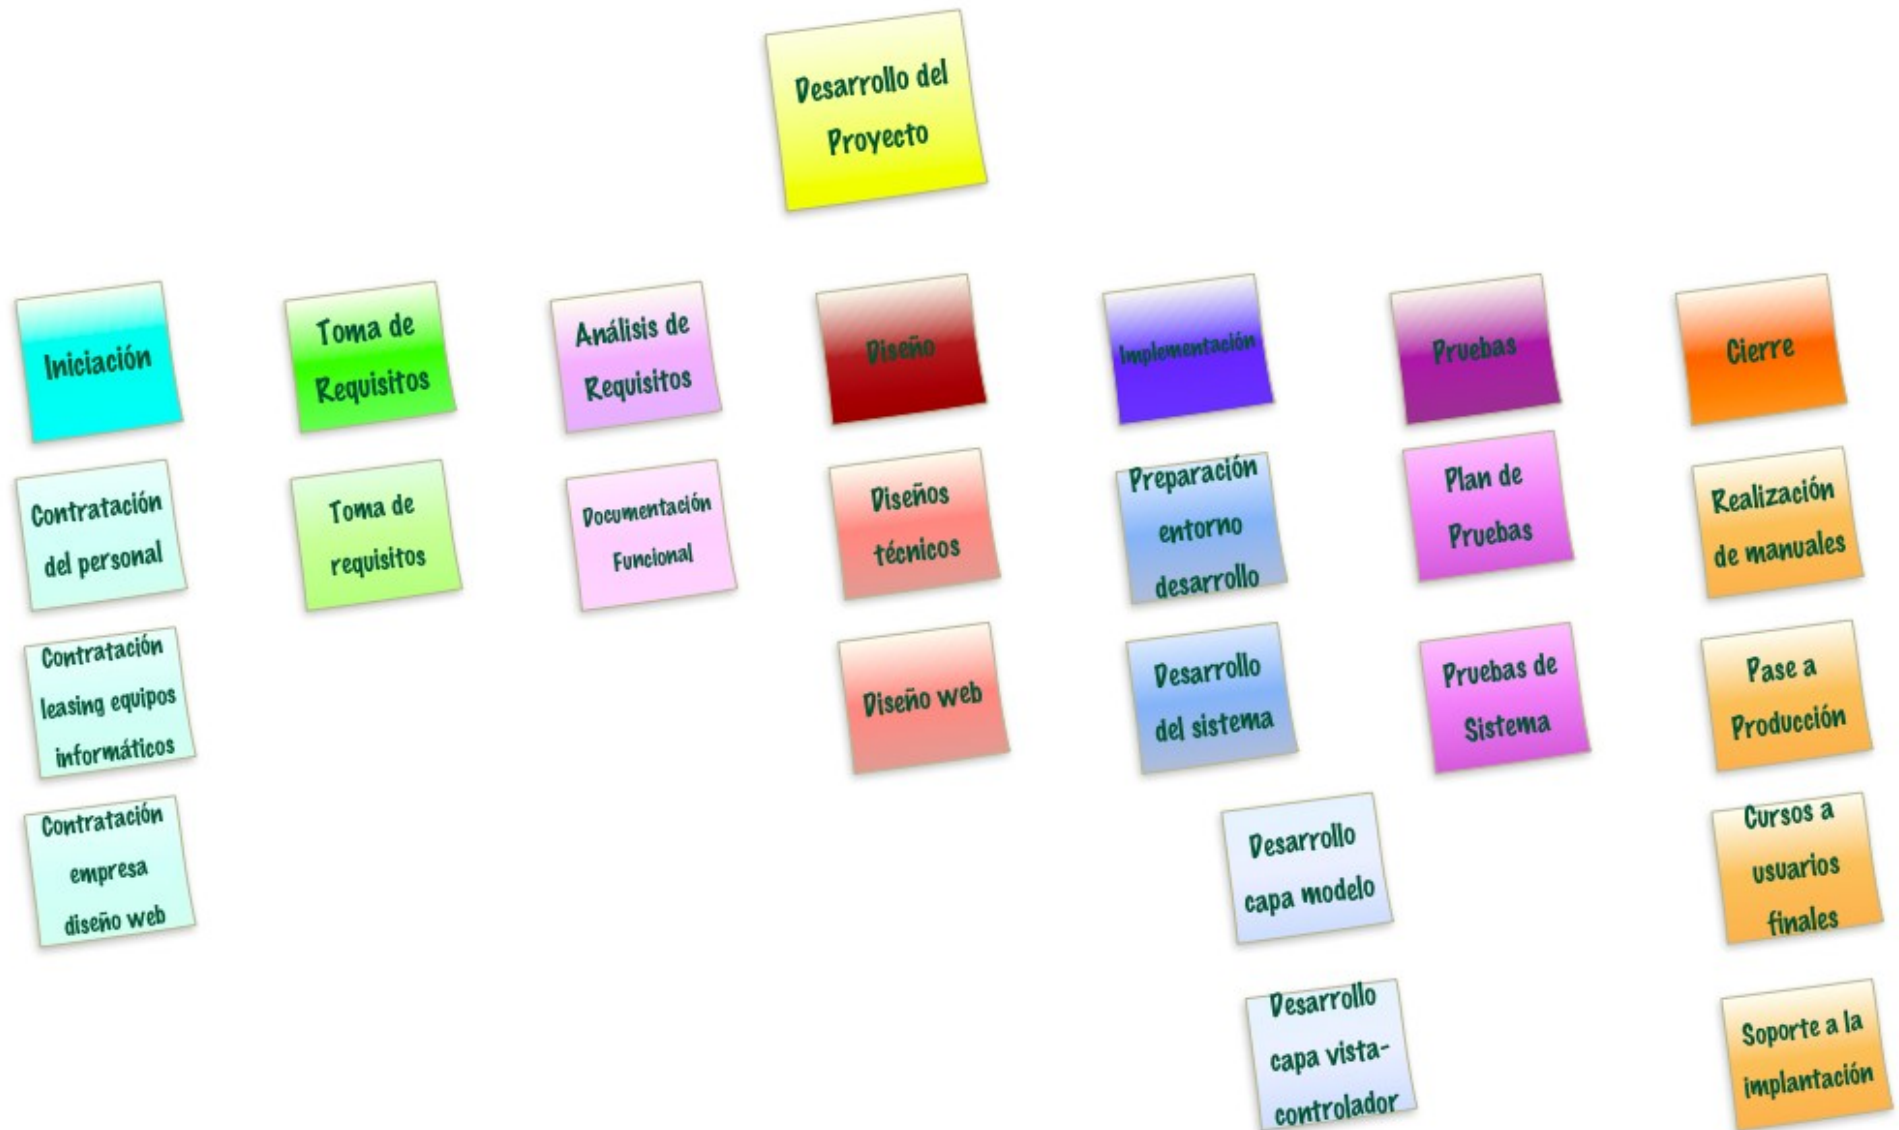 Desarrollo del
Proyecto
Iniciación
Toma de
Requisitos
Análisis de
Requisitos
Diseño
Implementación
Pruebas
Cierre
Contratación
del personal
Toma de
requisitos
Documentación
Funcional
Diseños
técnicos
Preparación
entorno
desarrollo
Plan de
Pruebas
Realización
de manuales
Contratación
leasing equipos
informáticos
Diseño web
Desarrollo
del sistema
Pruebas de
Sistema
Pase a
Producción
Contratación
empresa
diseño web
Desarrollo
capa modelo
Cursos a
usuarios
finales
Desarrollo
capa vista-
controlador
Soporte a la
implantación